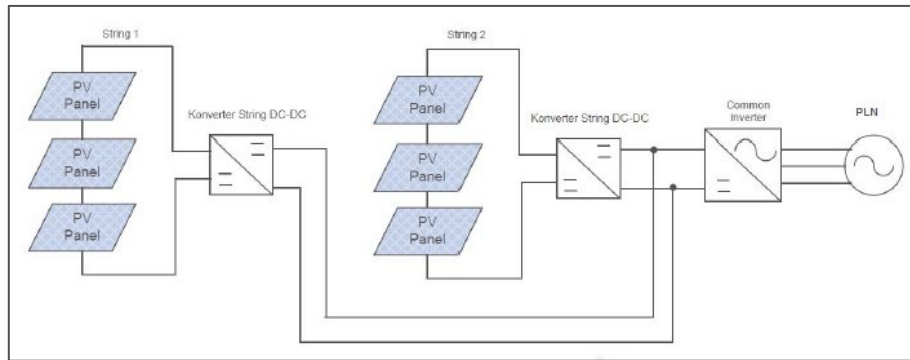 String 1
String 2
PV
Panel
PV
Panel
PV
Panel
Konverter String DC-DC
PV
Panel
PV
Panel
PV
Panel
Konverter String DC-DC
Common
Inverter
PLN